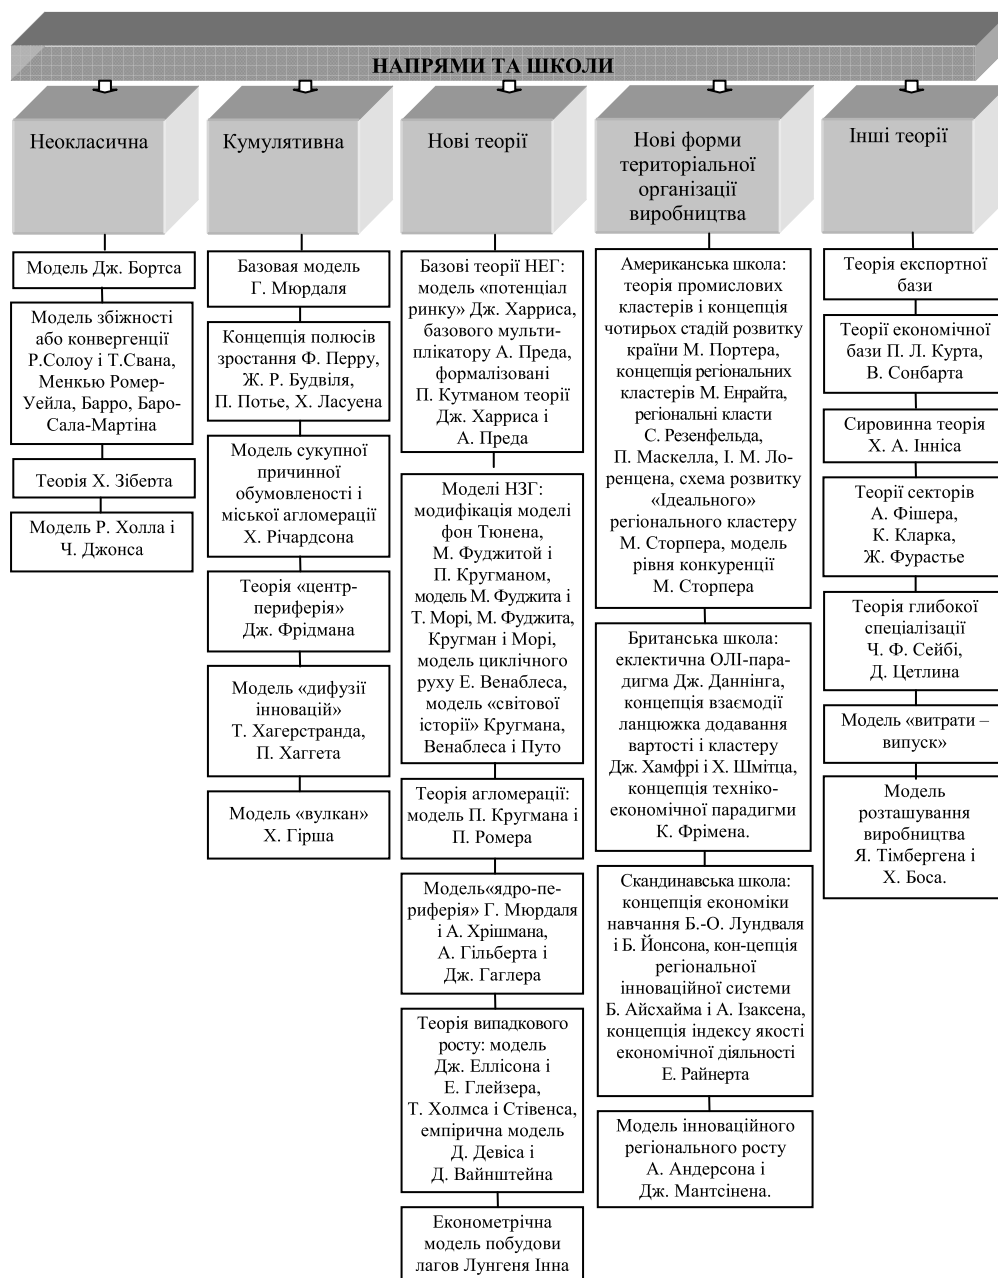 НАПРЯМИ ТА ШКОЛИ
Неокласична
Модель Дж. Бортса
Модель збіжності
або конвергенції
Р.Солоу і Т.Свана,
Менкью Ромер-
Уейла, Барро, Баро-
Сала-Мартіна
Теорія Х. Зіберта
Модель Р. Холла і
Ч. Джонса
Кумулятивна
Базовая модель
Г. Мюрдаля
Концепція полюсів
зростання Ф. Перру,
Ж. Р. Будвіля,
П. Потье, Х. Ласуена
Модель сукупної
причинної
обумовленості і
міської агломерації
Х. Річардсона
Теорія «центр-
периферія»
Дж. Фрідмана
Модель «дифузії
інновацій»
Т. Хагерстранда,
П. Хаггета
Модель «вулкан»
Х. Гірша
Нові теорії
Базові теорії НЕГ:
модель «потенціал
ринку» Дж. Харриса,
базового мульти-
плікатору А. Преда,
формалізовані
П. Кутманом теорії
Дж. Харриса і
А. Преда
Моделі НЗГ:
модифікація моделі
фон Тюнена,
М. Фуджитой і
П. Кругманом,
модель М. Фуджита і
Т. Морі, М. Фуджита,
Кругман і Морі,
модель циклічного
руху Е. Венаблеса,
модель «світової
історії» Кругмана,
Венаблеса і Путо
Теорія агломерації:
модель П. Кругмана і
П. Ромера
Модель«ядро-пе-
риферія» Г. Мюрдаля
і А. Хрішмана,
А. Гільберта і
Дж. Гаглера
Теорія випадкового
росту: модель
Дж. Еллісона і
Е. Глейзера,
Т. Холмса і Стівенса,
емпірична модель
Д. Девіса і
Д. Вайнштейна
Економетрічна
модель побудови
лагов Лунгеня Інна
Нові форми
територіальної
організації
виробництва
Американська школа:
теорія промислових
кластерів і концепція
чотирьох стадій розвитку
країни М. Портера,
концепція регіональних
кластерів М. Енрайта,
регіональні класти
С. Резенфельда,
П. Маскелла, І. М. Ло-
ренцена, схема розвитку
«Ідеального»
регіонального кластеру
М. Сторпера, модель
рівня конкуренції
М. Сторпера
Британська школа:
еклектична ОЛІ-пара-
дигма Дж. Даннінга,
концепція взаємодії
ланцюжка додавання
вартості і кластеру
Дж. Хамфрі і Х. Шмітца,
концепція техніко-
економічної парадигми
К. Фрімена.
Скандинавська школа:
концепція економіки
навчання Б.-О. Лундваля
і Б. Йонсона, кон-цепція
регіональної
інноваційної системи
Б. Айсхайма і А. Ізаксена,
концепція індексу якості
економічної діяльності
Е. Райнерта
Модель інноваційного
регіонального росту
А. Андерсона і
Дж. Мантсінена.
Інші теорії
Теорія експортної
бази
Теорії економічної
бази П. Л. Курта,
В. Сонбарта
Сировинна теорія
Х. А. Інніса
Теорії секторів
А. Фішера,
К. Кларка,
Ж. Фурастье
Теорія глибокої
спеціалізації
Ч. Ф. Сейбі,
Д. Цетлина
Модель «витрати –
випуск»
Модель
розташування
виробництва
Я. Тімбергена і
Х. Боса.